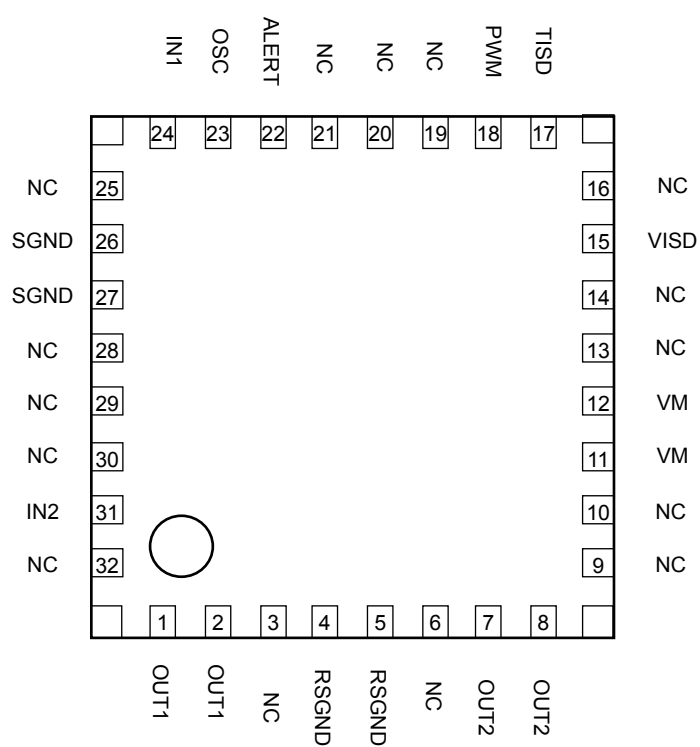 IN1 OSC ALERT NC NC NC PWM TISD
24 23 22 21 20 19 18 17
NC 25 16 NC
SGND 26 15 VISD
SGND 27 14 NC
NC 28 13 NC
NC 29 12 VM
NC 30 11 VM
IN2 31 10 NC
NC 32 9 NC
1 2 3 4 5 6 7 8
OUT1 OUT1 NC RSGND RSGND NC OUT2 OUT2